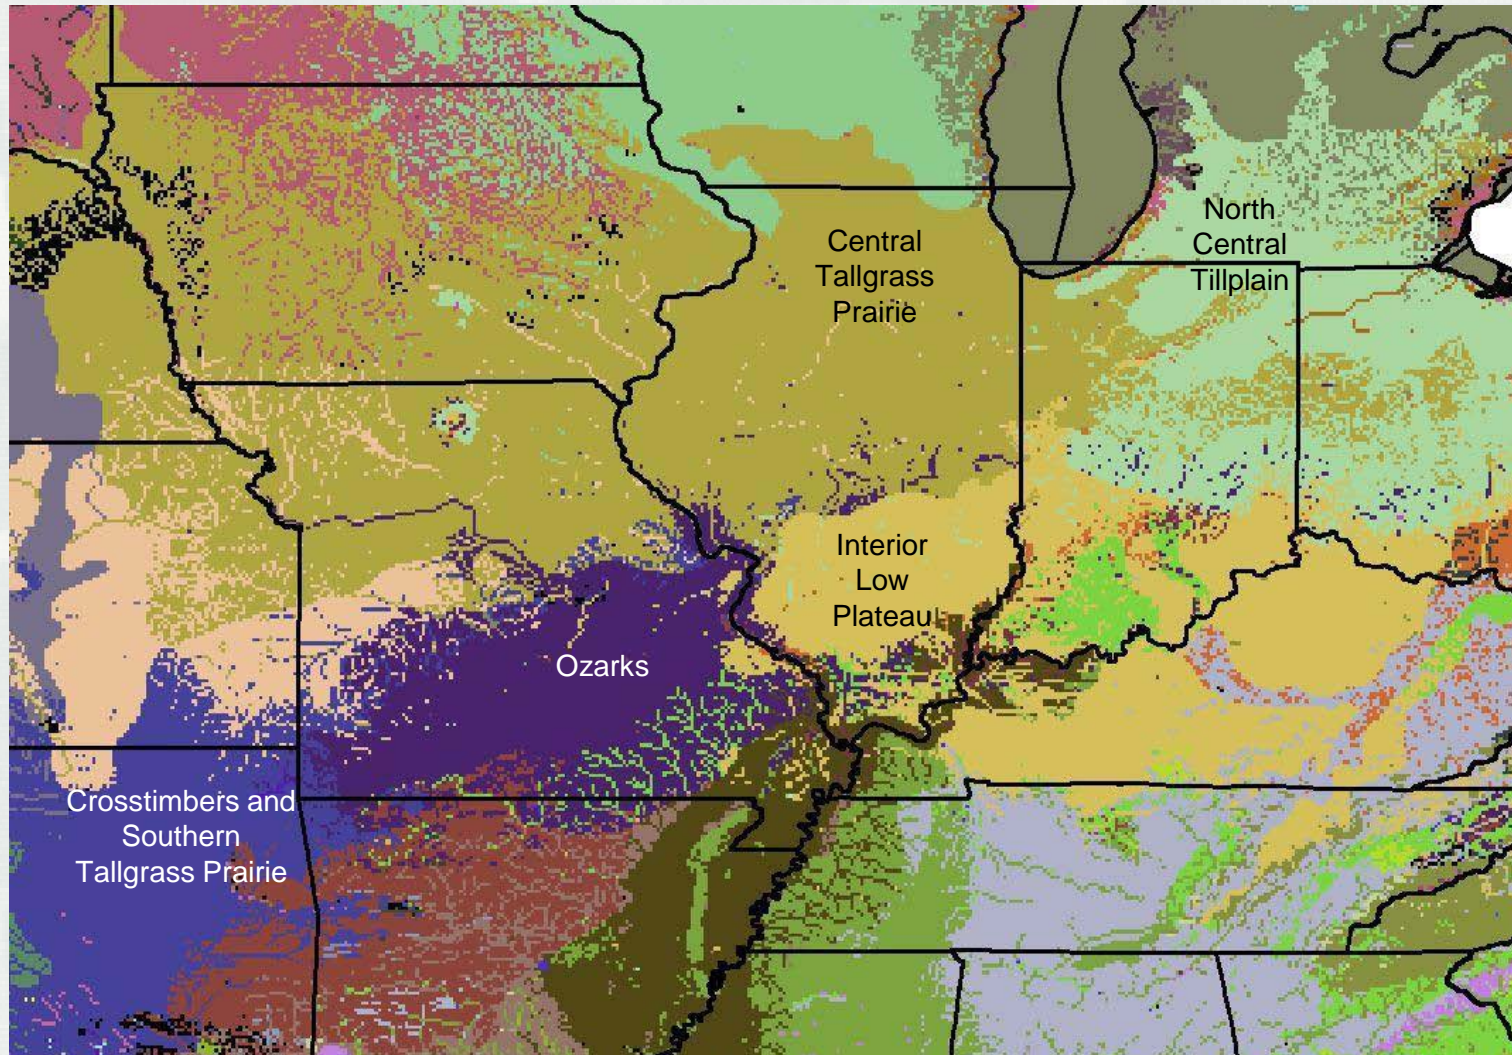 North
Central
Tillplain
Central
Tallgrass
Prairie
Interior
Low
Plateau
Ozarks
Crosstimbers and
Southern
Tallgrass Prairie